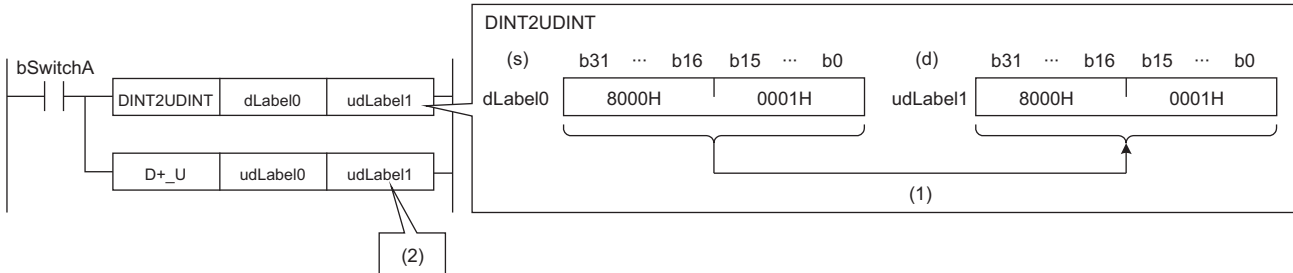 DINT2UDINT
(s) b31 ... b16 b15 ... b0 (d) b31 ... b16 b15 ... b0
bSwitchA
DINT2UDINT dLabel0 udLabel1 dLabel0 8000H 0001H udLabel1 8000H 0001H
D+_U udLabel0 udLabel1
(1)
(2)